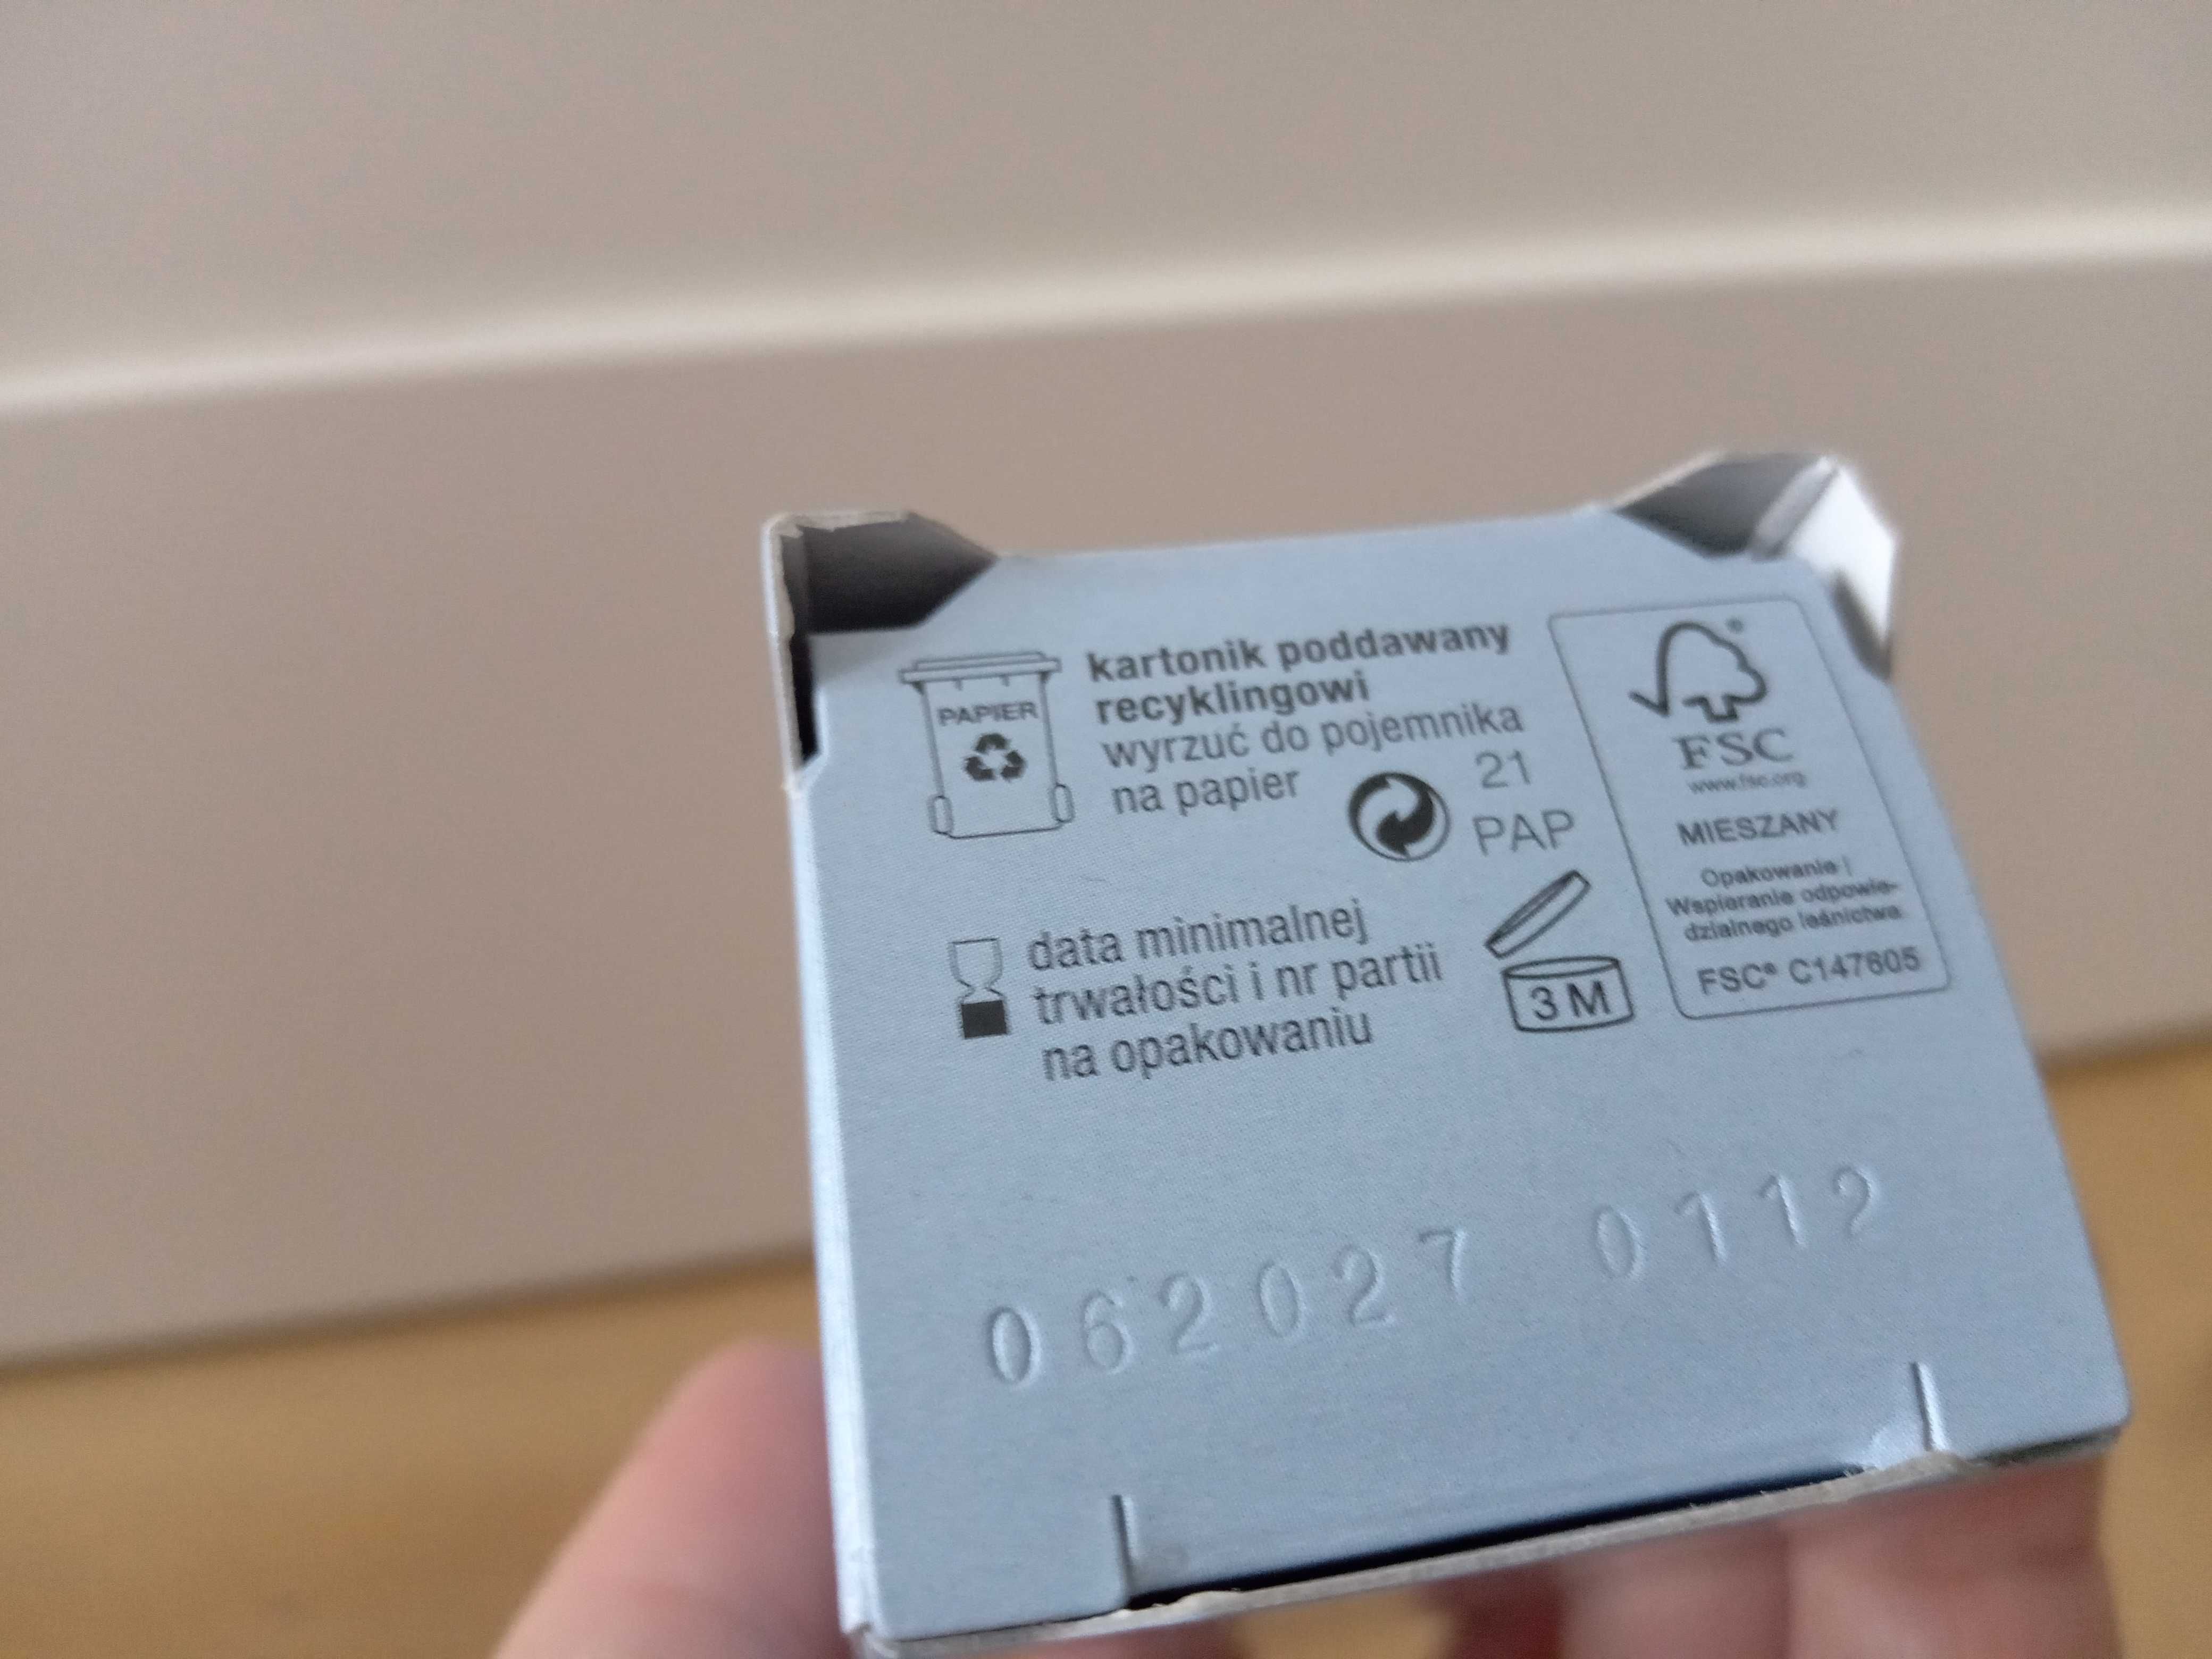 PAPIER
kartonik poddawany
recyklingowi
wyrzuć do pojemnika
na papier
21
PAP
data minimalnej
trwałości i nr partii
na opakowaniu
3 M
FSC®
www.fsc.org
MIESZANY
Opakowanie |
Wspieranie odpowie-
dzialnego leśnictwa
FSC® C147605
062027 0112